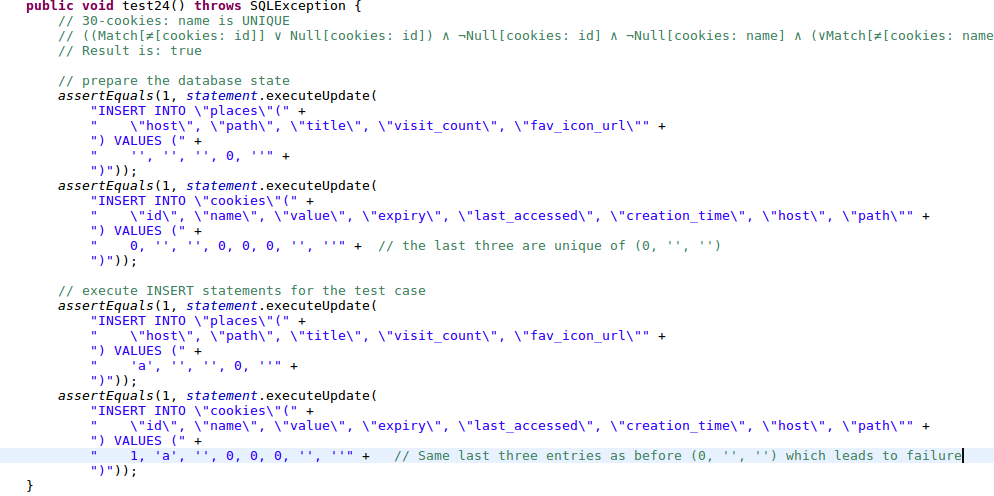 public void test24() throws SQLException {
    // 30-cookies: name is UNIQUE
    // ((Match[≠[cookies: id]] ∨ Null[cookies: id]) ∧ ¬Null[cookies: id] ∧ ¬Null[cookies: name] ∧ (∨Match[≠[cookies: name
    // Result is: true

    // prepare the database state
    assertEquals(1, statement.executeUpdate(
        "INSERT INTO \"places\"(" +
        "    \"host\", \"path\", \"title\", \"visit_count\", \"fav_icon_url\"" +
        ") VALUES (" +
        "    '', '', '', 0, ''" +
        ")"));
    assertEquals(1, statement.executeUpdate(
        "INSERT INTO \"cookies\"(" +
        "    \"id\", \"name\", \"value\", \"expiry\", \"last_accessed\", \"creation_time\", \"host\", \"path\"" +
        ") VALUES (" +
        "    0, '', '', 0, 0, 0, '', ''" +  // the last three are unique of (0, '', '')
        ")"));

    // execute INSERT statements for the test case
    assertEquals(1, statement.executeUpdate(
        "INSERT INTO \"places\"(" +
        "    \"host\", \"path\", \"title\", \"visit_count\", \"fav_icon_url\"" +
        ") VALUES (" +
        "    'a', '', '', 0, ''" +
        ")"));
    assertEquals(1, statement.executeUpdate(
        "INSERT INTO \"cookies\"(" +
        "    \"id\", \"name\", \"value\", \"expiry\", \"last_accessed\", \"creation_time\", \"host\", \"path\"" +
        ") VALUES (" +
        "    1, 'a', '', 0, 0, 0, '', ''" +   // Same last three entries as before (0, '', '') which leads to failure
        ")"));
}